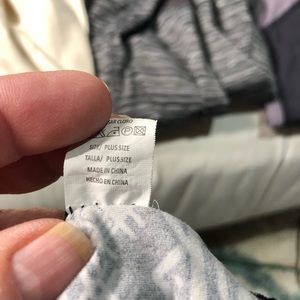 SIZE/ PLUS SIZE
TALLA/ PLUS SIZE
MADE IN CHINA
HECHO EN CHINA